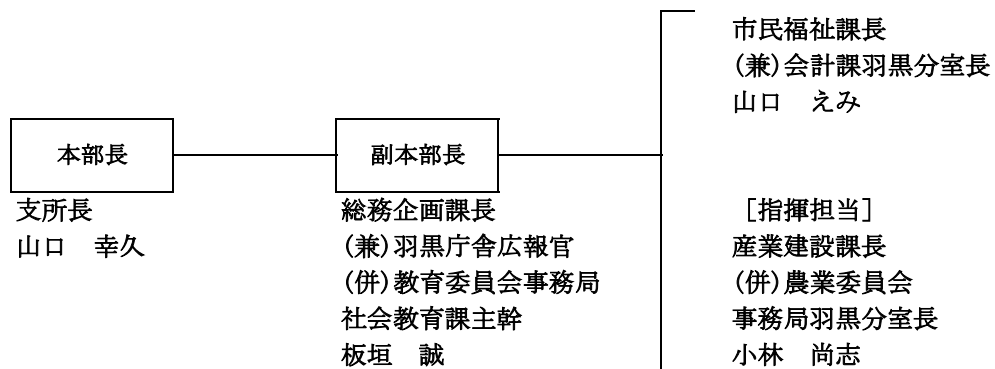 本部長
支所長
山口　幸久
副本部長
総務企画課長
(兼)羽黒庁舎広報官
(併)教育委員会事務局
社会教育課主幹
板垣　誠
市民福祉課長
(兼)会計課羽黒分室長
山口　えみ
［指揮担当］
産業建設課長
(併)農業委員会
事務局羽黒分室長
小林　尚志